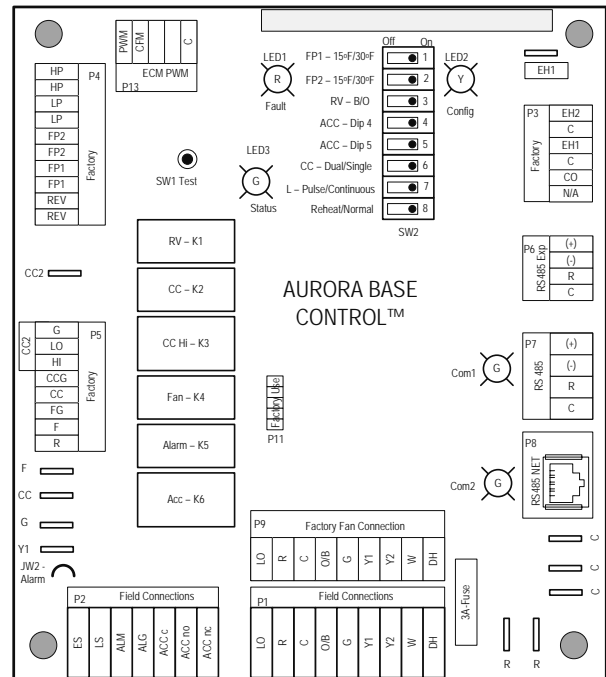 PWM
CFM
C
P13
ECM PWM
Off
On
LED1
R
Fault
LED2
Y
Config
FP1 – 15ºF/30ºF
1
FP2 – 15ºF/30ºF
2
RV – B/O
3
ACC – Dip 4
4
ACC – Dip 5
5
CC – Dual/Single
6
L – Pulse/Continuous
7
Reheat/Normal
8
SW2
EH1
P4
HP
HP
LP
LP
FP2
FP2
FP1
FP1
REV
REV
Factory
SW1 Test
LED3
G
Status
P3
EH2
C
EH1
C
CO
N/A
Factory
CC2
RV – K1
CC – K2
CC Hi – K3
Fan – K4
Alarm – K5
Acc – K6
AURORA BASE
CONTROL™
P6
RS485 Exp
(+)
(-)
R
C
CC2
P5
G
LO
HI
CCG
CC
FG
F
R
Factory
Factory Use
P11
Com1
G
P7
RS 485
(+)
(-)
R
C
Com2
G
P8
RS485 NET
F
CC
G
Y1
JW2 -
Alarm
P9
Factory Fan Connection
LO
R
C
O/B
G
Y1
Y2
W
DH
P2
Field Connections
ES
LS
ALM
ALG
ACC c
ACC no
ACC nc
P1
Field Connections
LO
R
C
O/B
G
Y1
Y2
W
DH
3A-Fuse
C
C
C
R
R